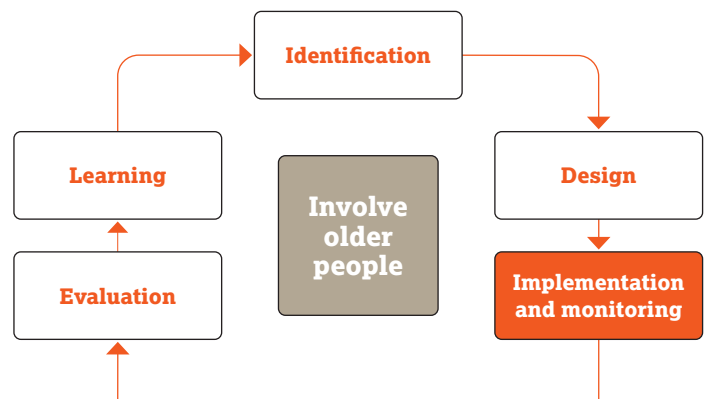 Identification
Learning
Design
Involve
older
people
Evaluation
Implementation
and monitoring